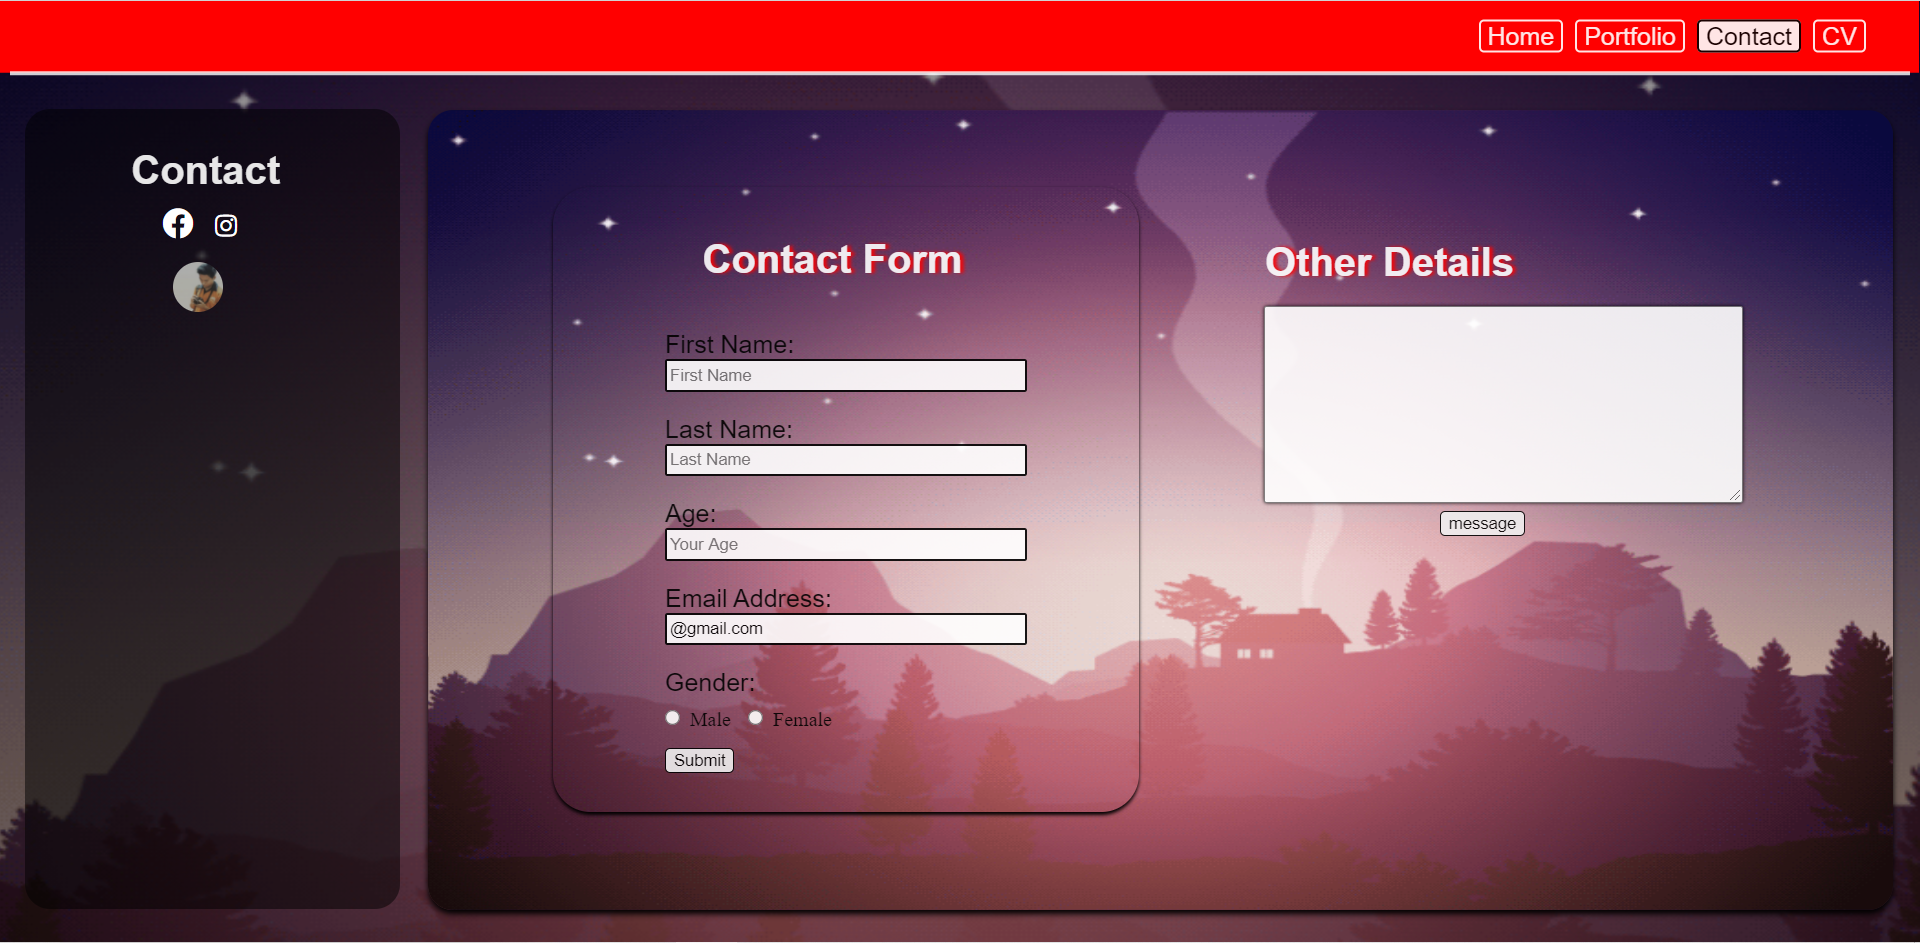 Home Portfolio Contact CV
Contact
Contact Form
First Name:
First Name
Last Name:
Last Name
Age:
Your Age
Email Address:
@gmail.com
Gender:
Male Female
Submit
Other Details
message